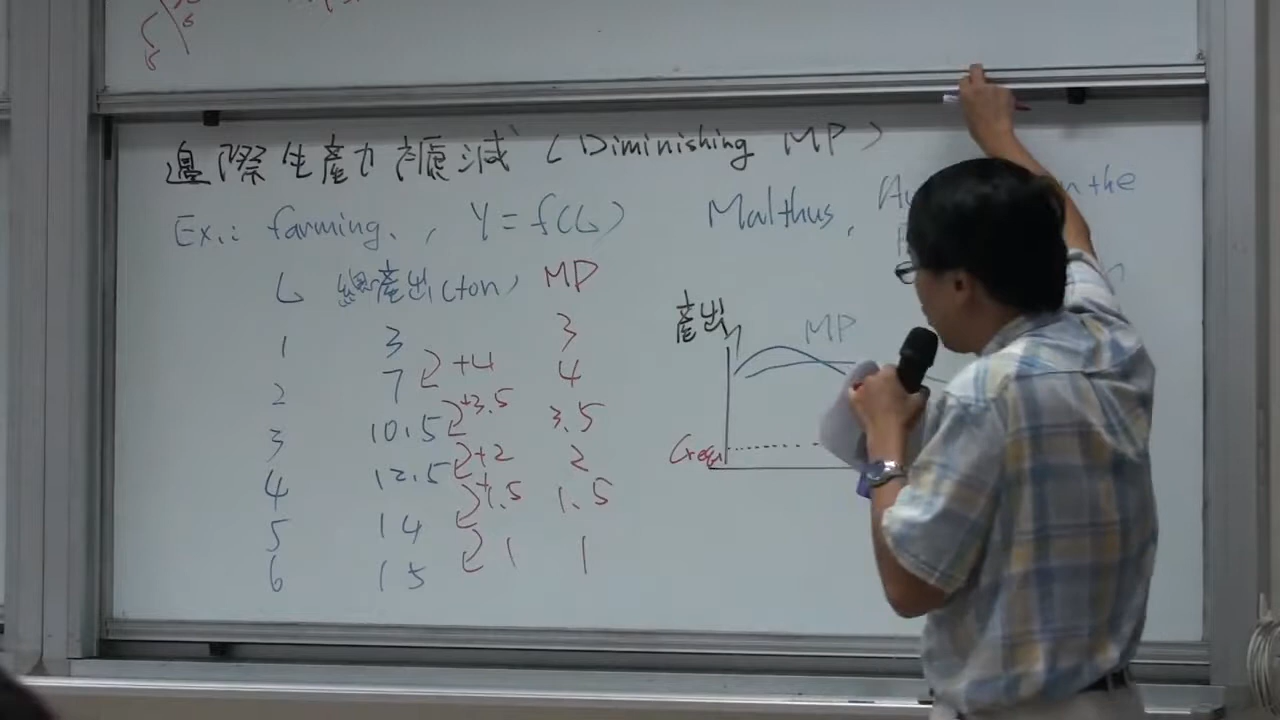 邊際生產力遞減 (Diminishing MP)
Ex.: farming., Y = f(L)
Malthus, in the
L 總產出(ton) MP
1 3 3
+4
2 7 4
+3.5
3 10.5 3.5
+2
4 12.5 2
+1.5
5 14 1.5
1
6 15 1
產出
MP